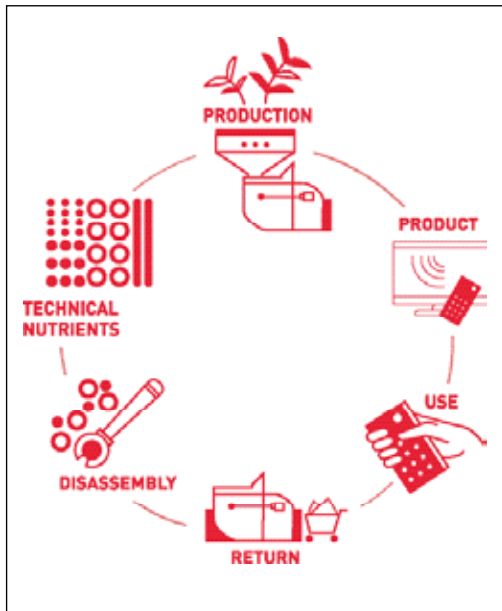 PRODUCTION
PRODUCT
TECHNICAL
NUTRIENTS
USE
DISASSEMBLY
RETURN